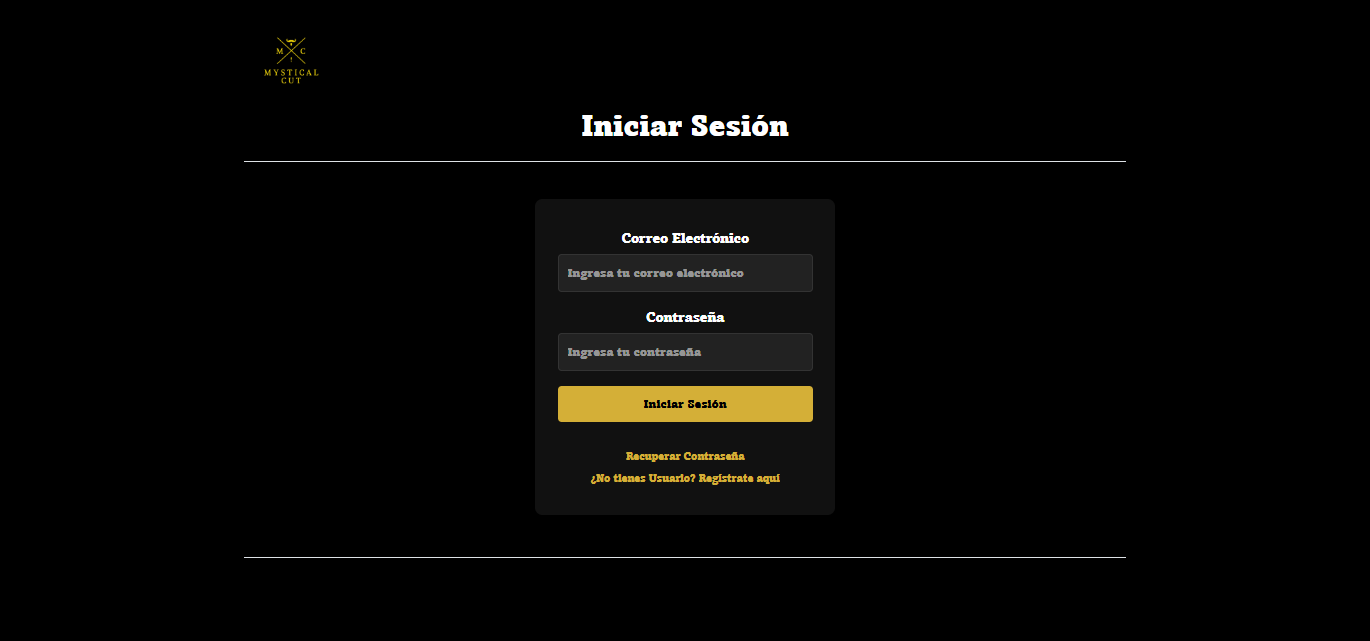 M C
MYSTICAL
CUT
Iniciar Sesión
Correo Electrónico
Ingresa tu correo electrónico
Contraseña
Ingresa tu contraseña
Iniciar Sesión
Recuperar Contraseña
¿No tienes Usuario? Regístrate aquí